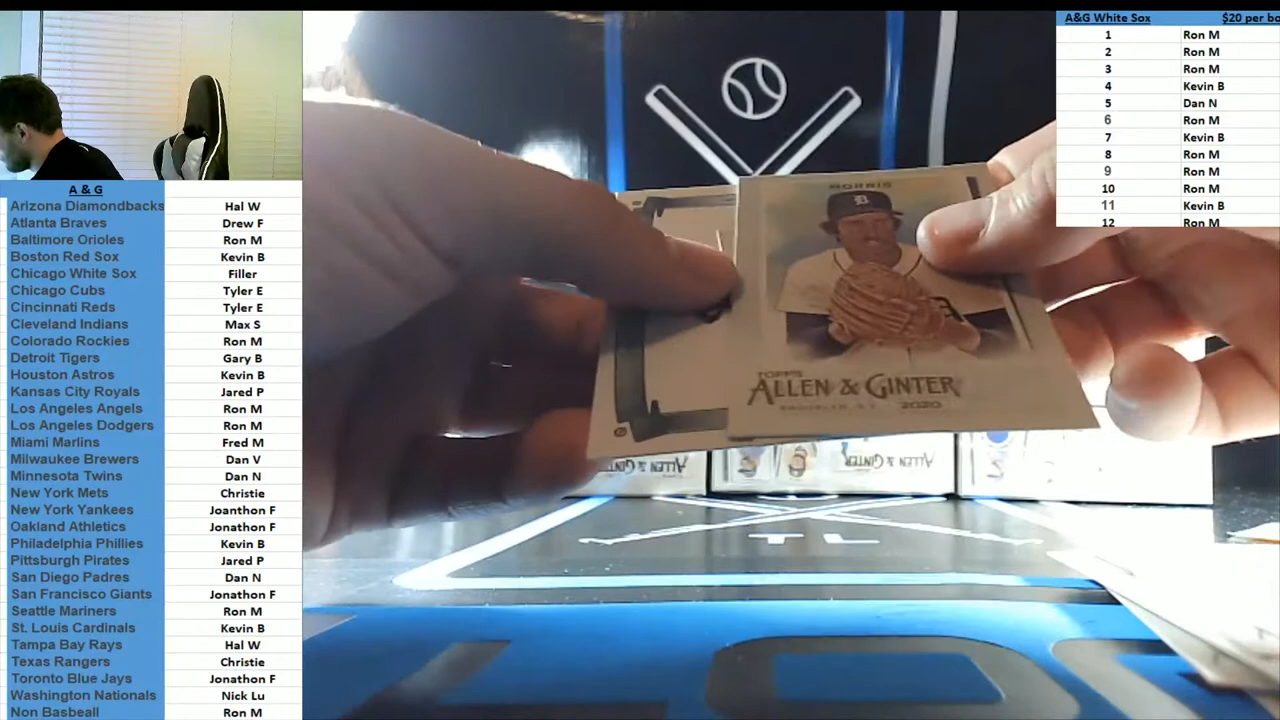 A & G
Arizona Diamondbacks Hal W
Atlanta Braves Drew F
Baltimore Orioles Ron M
Boston Red Sox Kevin B
Chicago White Sox Filler
Chicago Cubs Tyler E
Cincinnati Reds Tyler E
Cleveland Indians Max S
Colorado Rockies Ron M
Detroit Tigers Gary B
Houston Astros Kevin B
Kansas City Royals Jared P
Los Angeles Angels Ron M
Los Angeles Dodgers Ron M
Miami Marlins Fred M
Milwaukee Brewers Dan V
Minnesota Twins Dan N
New York Mets Christie
New York Yankees Joanthon F
Oakland Athletics Jonathon F
Philadelphia Phillies Kevin B
Pittsburgh Pirates Jared P
San Diego Padres Dan N
San Francisco Giants Jonathon F
Seattle Mariners Ron M
St. Louis Cardinals Kevin B
Tampa Bay Rays Hal W
Texas Rangers Christie
Toronto Blue Jays Jonathon F
Washington Nationals Nick Lu
Non Basbeall Ron M
MORRIS
D
TOPPS
ALLEN & GINTER
BROOKLYN, N.Y. 2020
ALLEN & GINTER
ALLEN & GINTER
TL
A&G White Sox $20 per bo
1 Ron M
2 Ron M
3 Ron M
4 Kevin B
5 Dan N
6 Ron M
7 Kevin B
8 Ron M
9 Ron M
10 Ron M
11 Kevin B
12 Ron M